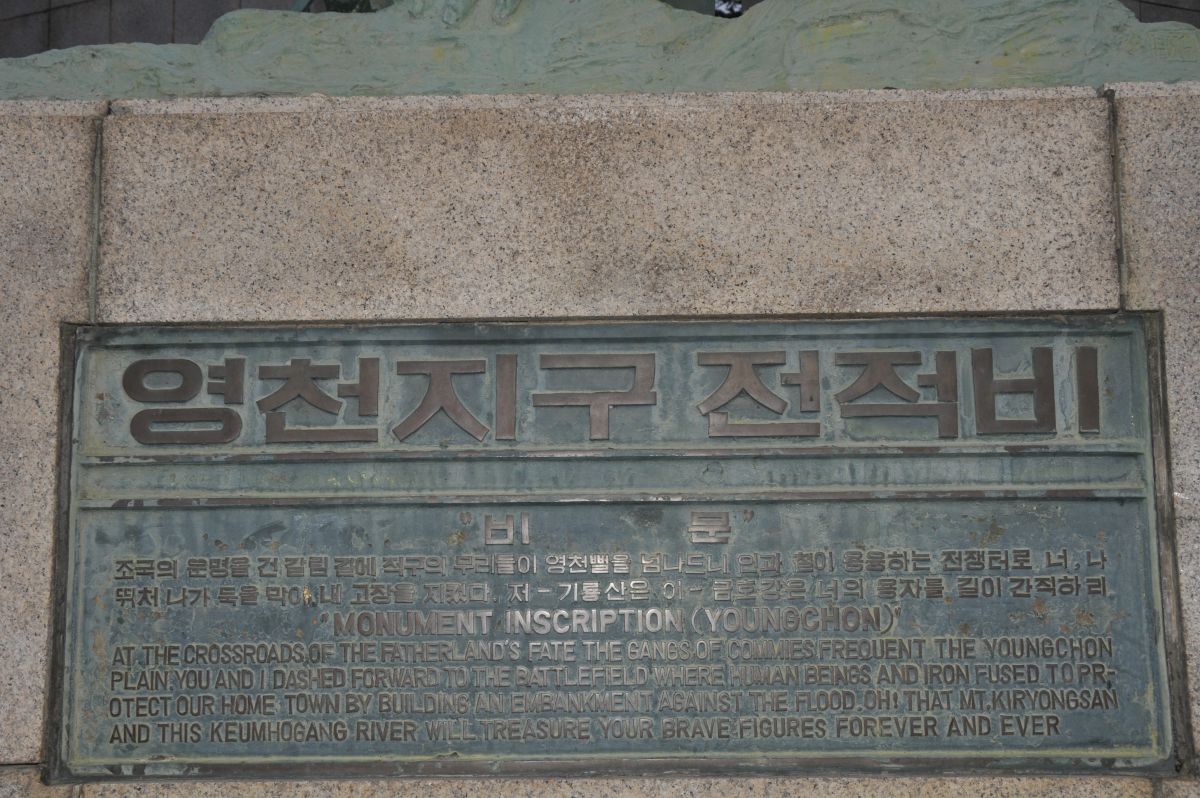 영천지구 전적비
"비 문"
조국의 운명을 건 갈림 길에 적구의 무리들이 영천뻘을 넘나드니 인과 철이 용융하는 전쟁터로 너, 나
뛰처 나가 둑을 막아 내 고장을 지켰다. 저-기룡산은 이-금호강은 너의 용자를 길이 간직하리
"MONUMENT INSCRIPTION (YOUNGCHON)"
AT THE CROSSROADS, OF THE FATHERLAND'S FATE THE GANGS, OF COMMIES FREQUENT THE YOUNGCHON
PLAIN. YOU AND I DASHED FORWARD TO THE BATTLEFIELD WHERE HUMAN BEINGS AND IRON FUSED TO PR-
OTECT OUR HOME TOWN BY BUILDING AN EMBANKMENT AGAINST THE FLOOD. OH! THAT MT, KIRYONGSAN
AND THIS KEUMHOGANG RIVER WILL TREASURE YOUR BRAVE FIGURES FOREVER AND EVER